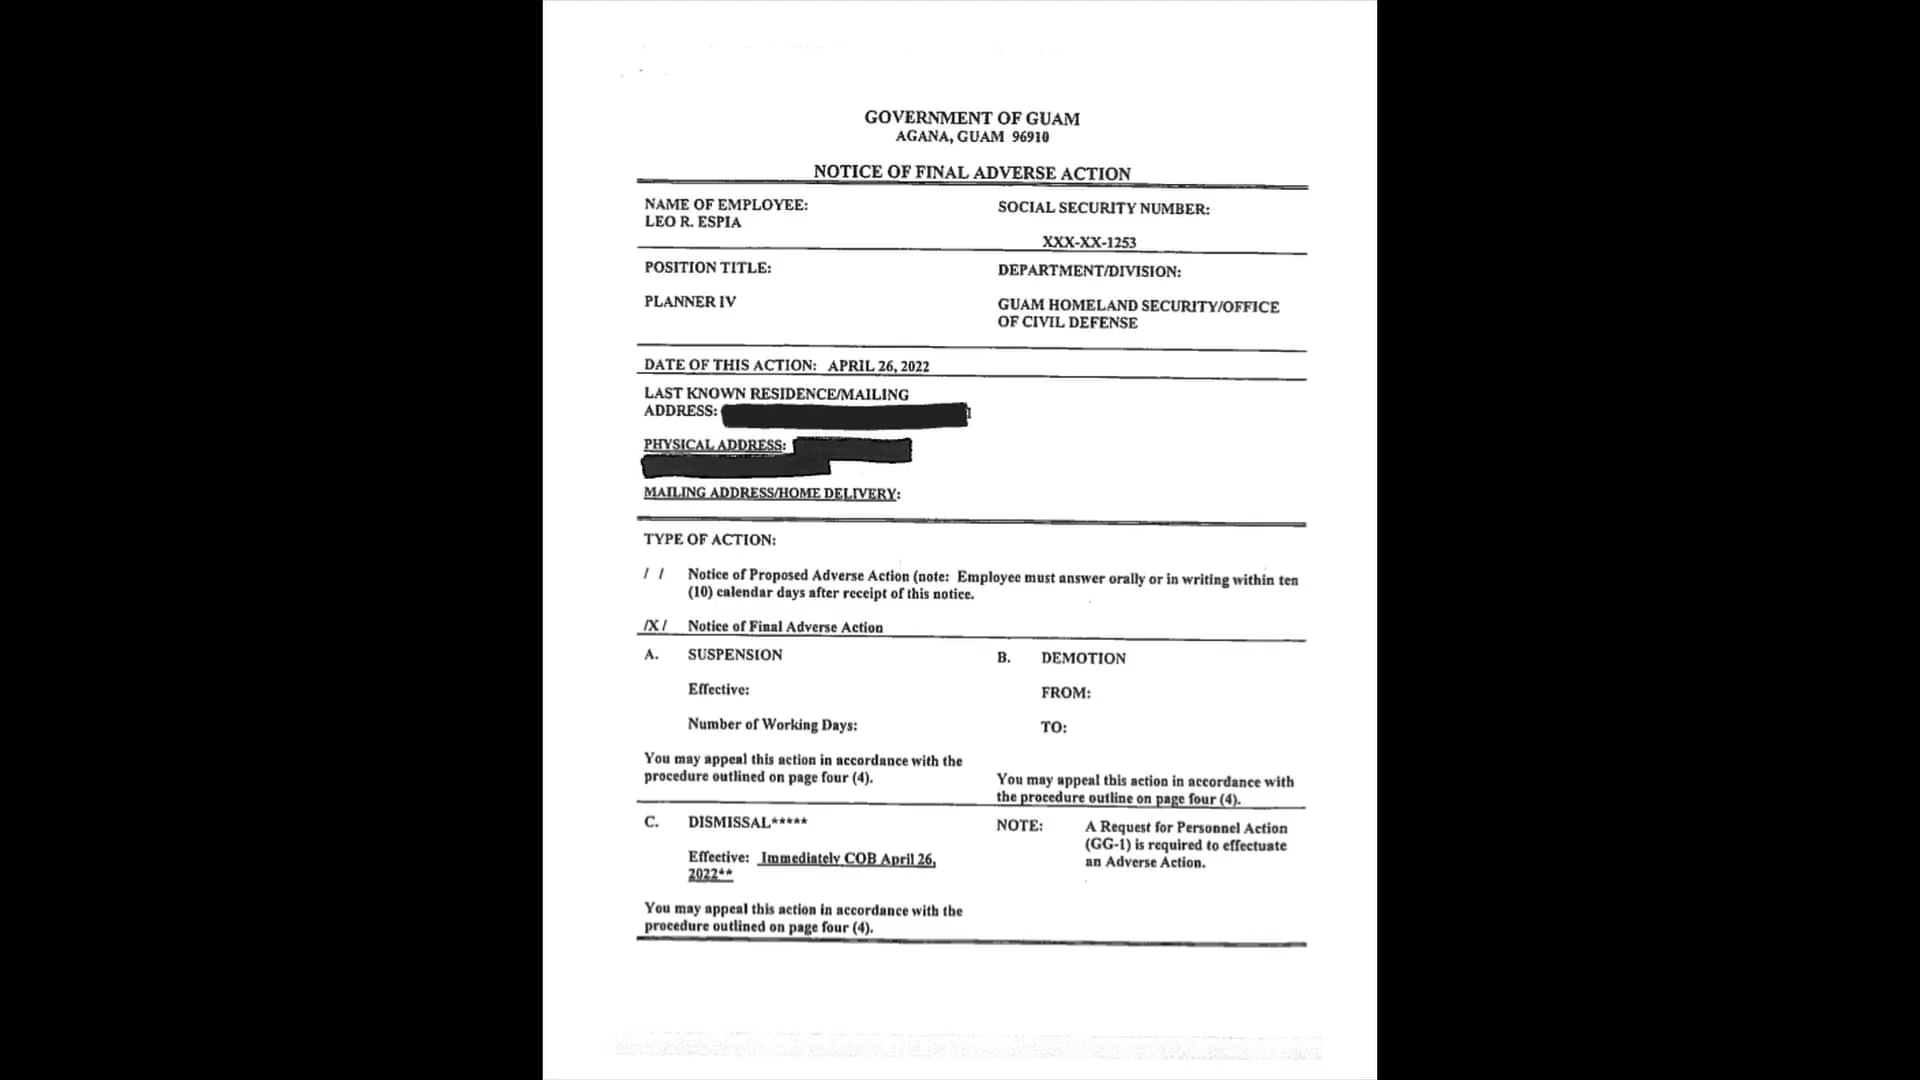 GOVERNMENT OF GUAM
AGANA, GUAM 96910
NOTICE OF FINAL ADVERSE ACTION
NAME OF EMPLOYEE:
LEO R. ESPIA
SOCIAL SECURITY NUMBER:
XXX-XX-1253
POSITION TITLE:
PLANNER IV
DEPARTMENT/DIVISION:
GUAM HOMELAND SECURITY/OFFICE
OF CIVIL DEFENSE
DATE OF THIS ACTION: APRIL 26, 2022
LAST KNOWN RESIDENCE/MAILING
ADDRESS:
PHYSICAL ADDRESS:
MAILING ADDRESS/HOME DELIVERY:
TYPE OF ACTION:
/ / Notice of Proposed Adverse Action (note: Employee must answer orally or in writing within ten
(10) calendar days after receipt of this notice.
/X/ Notice of Final Adverse Action
A. SUSPENSION
Effective:
Number of Working Days:
You may appeal this action in accordance with the
procedure outlined on page four (4).
B. DEMOTION
FROM:
TO:
You may appeal this action in accordance with
the procedure outline on page four (4).
C. DISMISSAL*****
Effective: Immediately COB April 26,
2022**
You may appeal this action in accordance with the
procedure outlined on page four (4).
NOTE: A Request for Personnel Action
(GG-1) is required to effectuate
an Adverse Action.